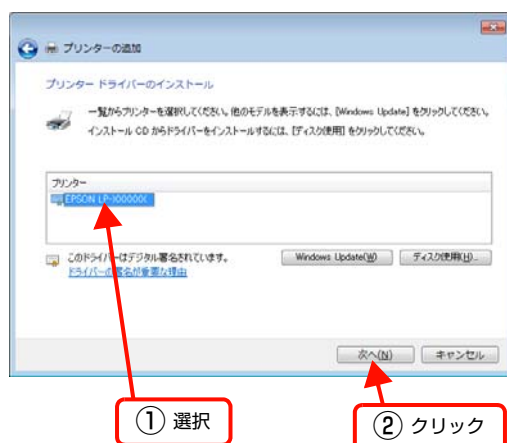 プリンターの追加
プリンター ドライバーのインストール
一覧からプリンターを選択してください。他のモデルを表示するには、[Windows Update] をクリックしてください。
インストール CD からドライバーをインストールするには、[ディスク使用] をクリックしてください。
プリンター
EPSON LP-XXXXXX
このドライバーはデジタル署名されています。
ドライバーの署名が重要な理由
Windows Update(W)
ディスク使用(H)...
次へ(N)
キャンセル
① 選択
② クリック